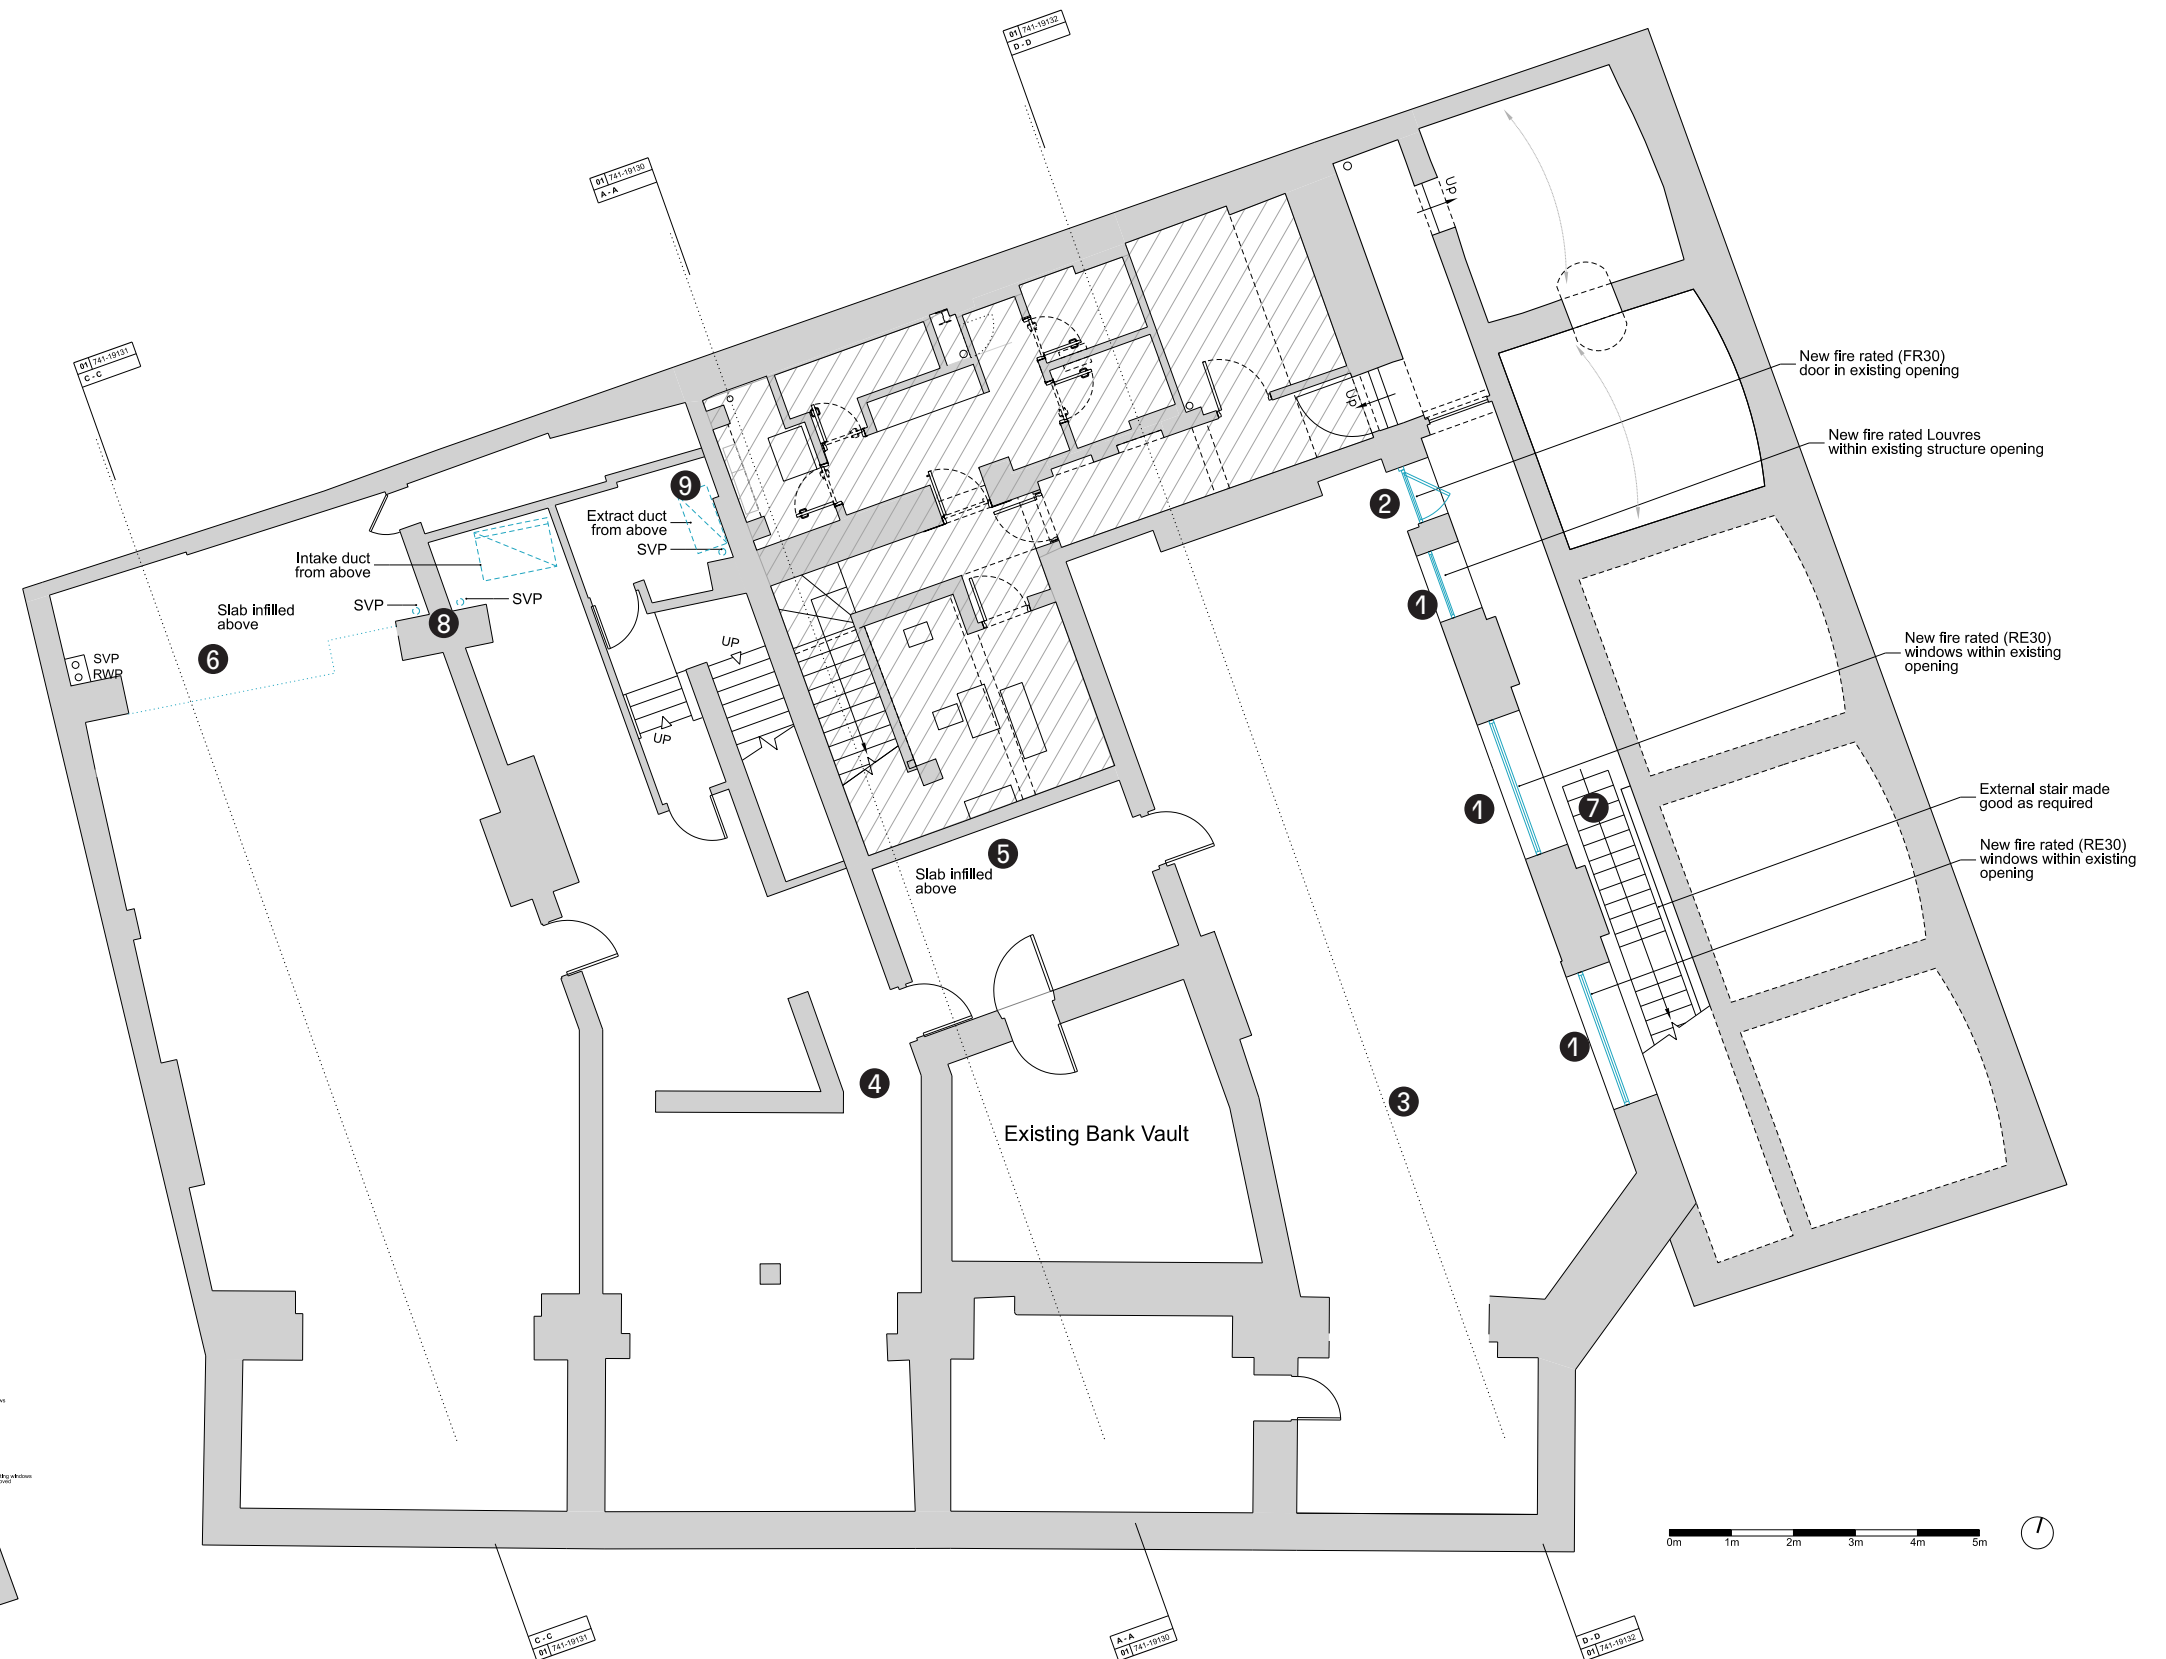 01 741-19132
D - D
01 741-19130
A - A
01 741-19131
C - C
UP
New fire rated (FR30)
door in existing opening
UP
New fire rated Louvres
within existing structure opening
9
2
Extract duct
from above
SVP
Intake duct
from above
SVP
SVP
1
Slab infilled
above
8
UP
New fire rated (RE30)
windows within existing
opening
6
SVP
RWP
UP
External stair made
good as required
1
7
New fire rated (RE30)
windows within existing
opening
5
Slab infilled
above
1
4
3
Existing Bank Vault
ting windows
0m 1m 2m 3m 4m 5m
C - C
01 741-19131
A - A
01 741-19130
D - D
01 741-19132